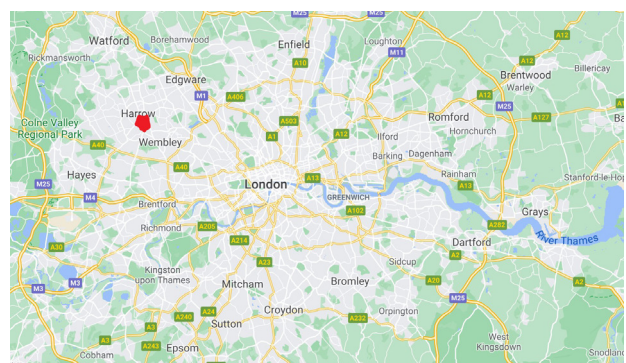 M25
M25
Watford
Borehamwood
Enfield
Loughton
A12
Rickmansworth
M11
Billericay
A10
Brentwood
Edgware
Warley
M1
A406
A12
M25
Harrow
A503
A127
Romford
Colne Valley
Regional Park
A1
A12
Ilford
Hornchurch
Wembley
A40
Barking
Dagenham
A40
Hayes
A13
Rainham
London
A13
Stanford-le-Hope
M25
M4
GREENWICH
Brentford
A102
Grays
Richmond
A205
A282
A214
River Thames
A30
Dartford
A2
A23
Sidcup
Kingston
upon Thames
Bromley
A20
A2
M3
M3
Mitcham
M25
Croydon
Orpington
A24
A240
A232
Sutton
A3
A3
West
Kingsdown
A243
Epsom
Cobham